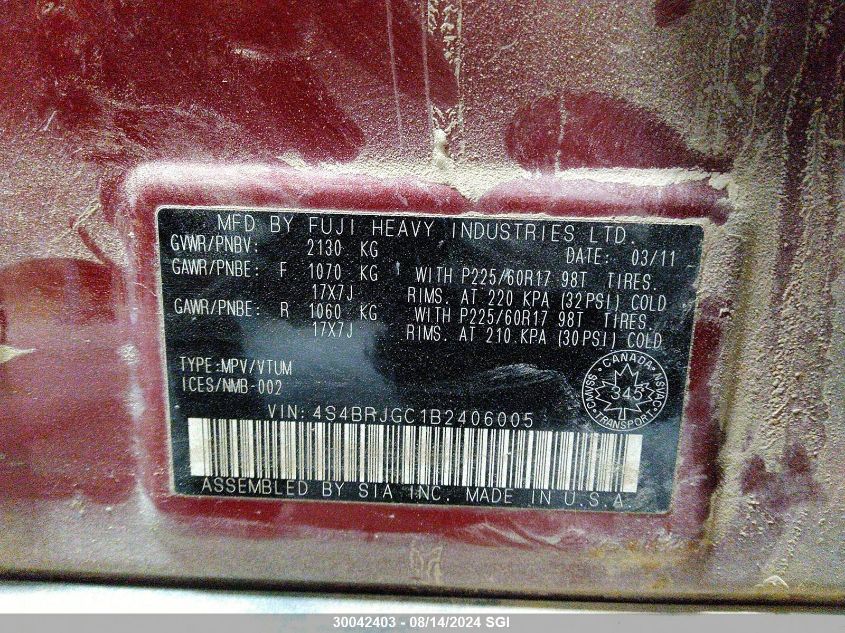 MFD BY FUJI HEAVY INDUSTRIES LTD.
GVWR/PNBV: 2130 KG DATE: 03/11
GAWR/PNBE: F 1070 KG WITH P225/60R17 98T TIRES.
17X7J RIMS. AT 220 KPA (32PSI) COLD
GAWR/PNBE: R 1060 KG WITH P225/60R17 98T TIRES.
17X7J RIMS. AT 210 KPA (30PSI) COLD
TYPE:MPV/VTUM
ICES/NMB-002
CANADA
CMVSS 345 NSVAC
VIN: 4S4BRJGC1B2406005
ASSEMBLED BY SIA INC. MADE IN U.S.A.
30042403 - 08/14/2024 SGI